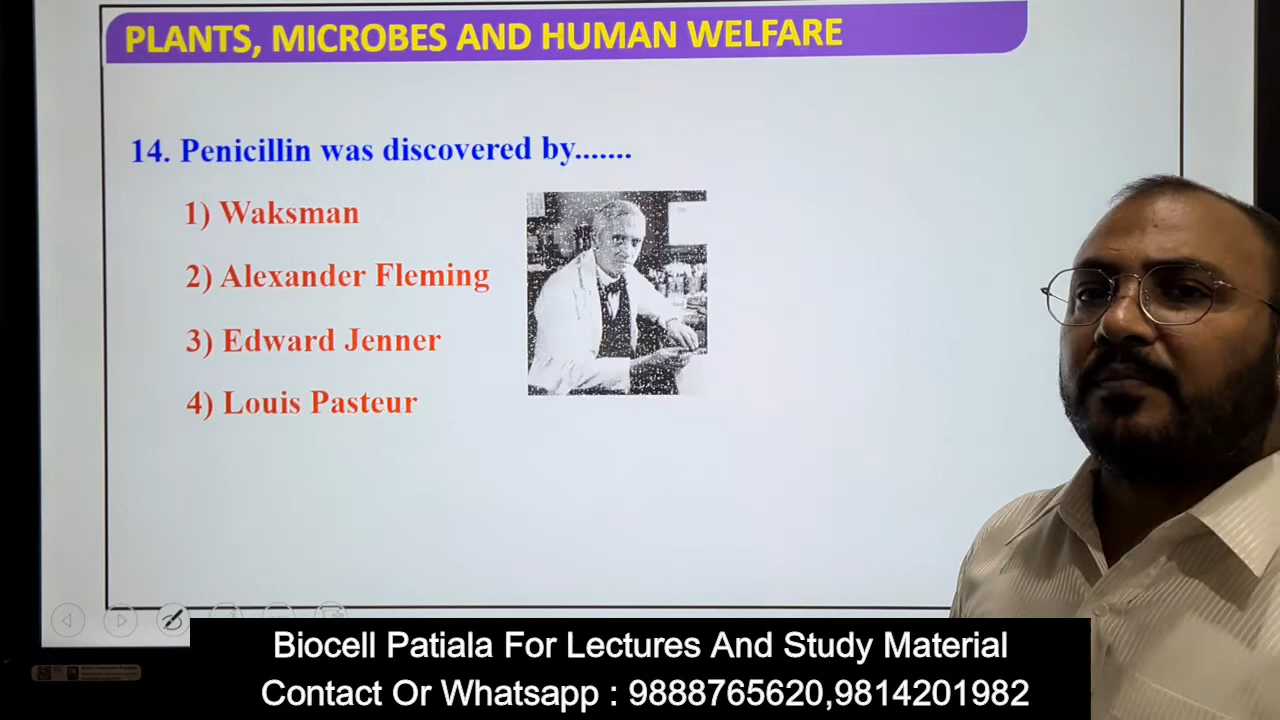 PLANTS, MICROBES AND HUMAN WELFARE
14. Penicillin was discovered by.......
1) Waksman
2) Alexander Fleming
3) Edward Jenner
4) Louis Pasteur
Biocell Patiala For Lectures And Study Material
Contact Or Whatsapp : 9888765620,9814201982